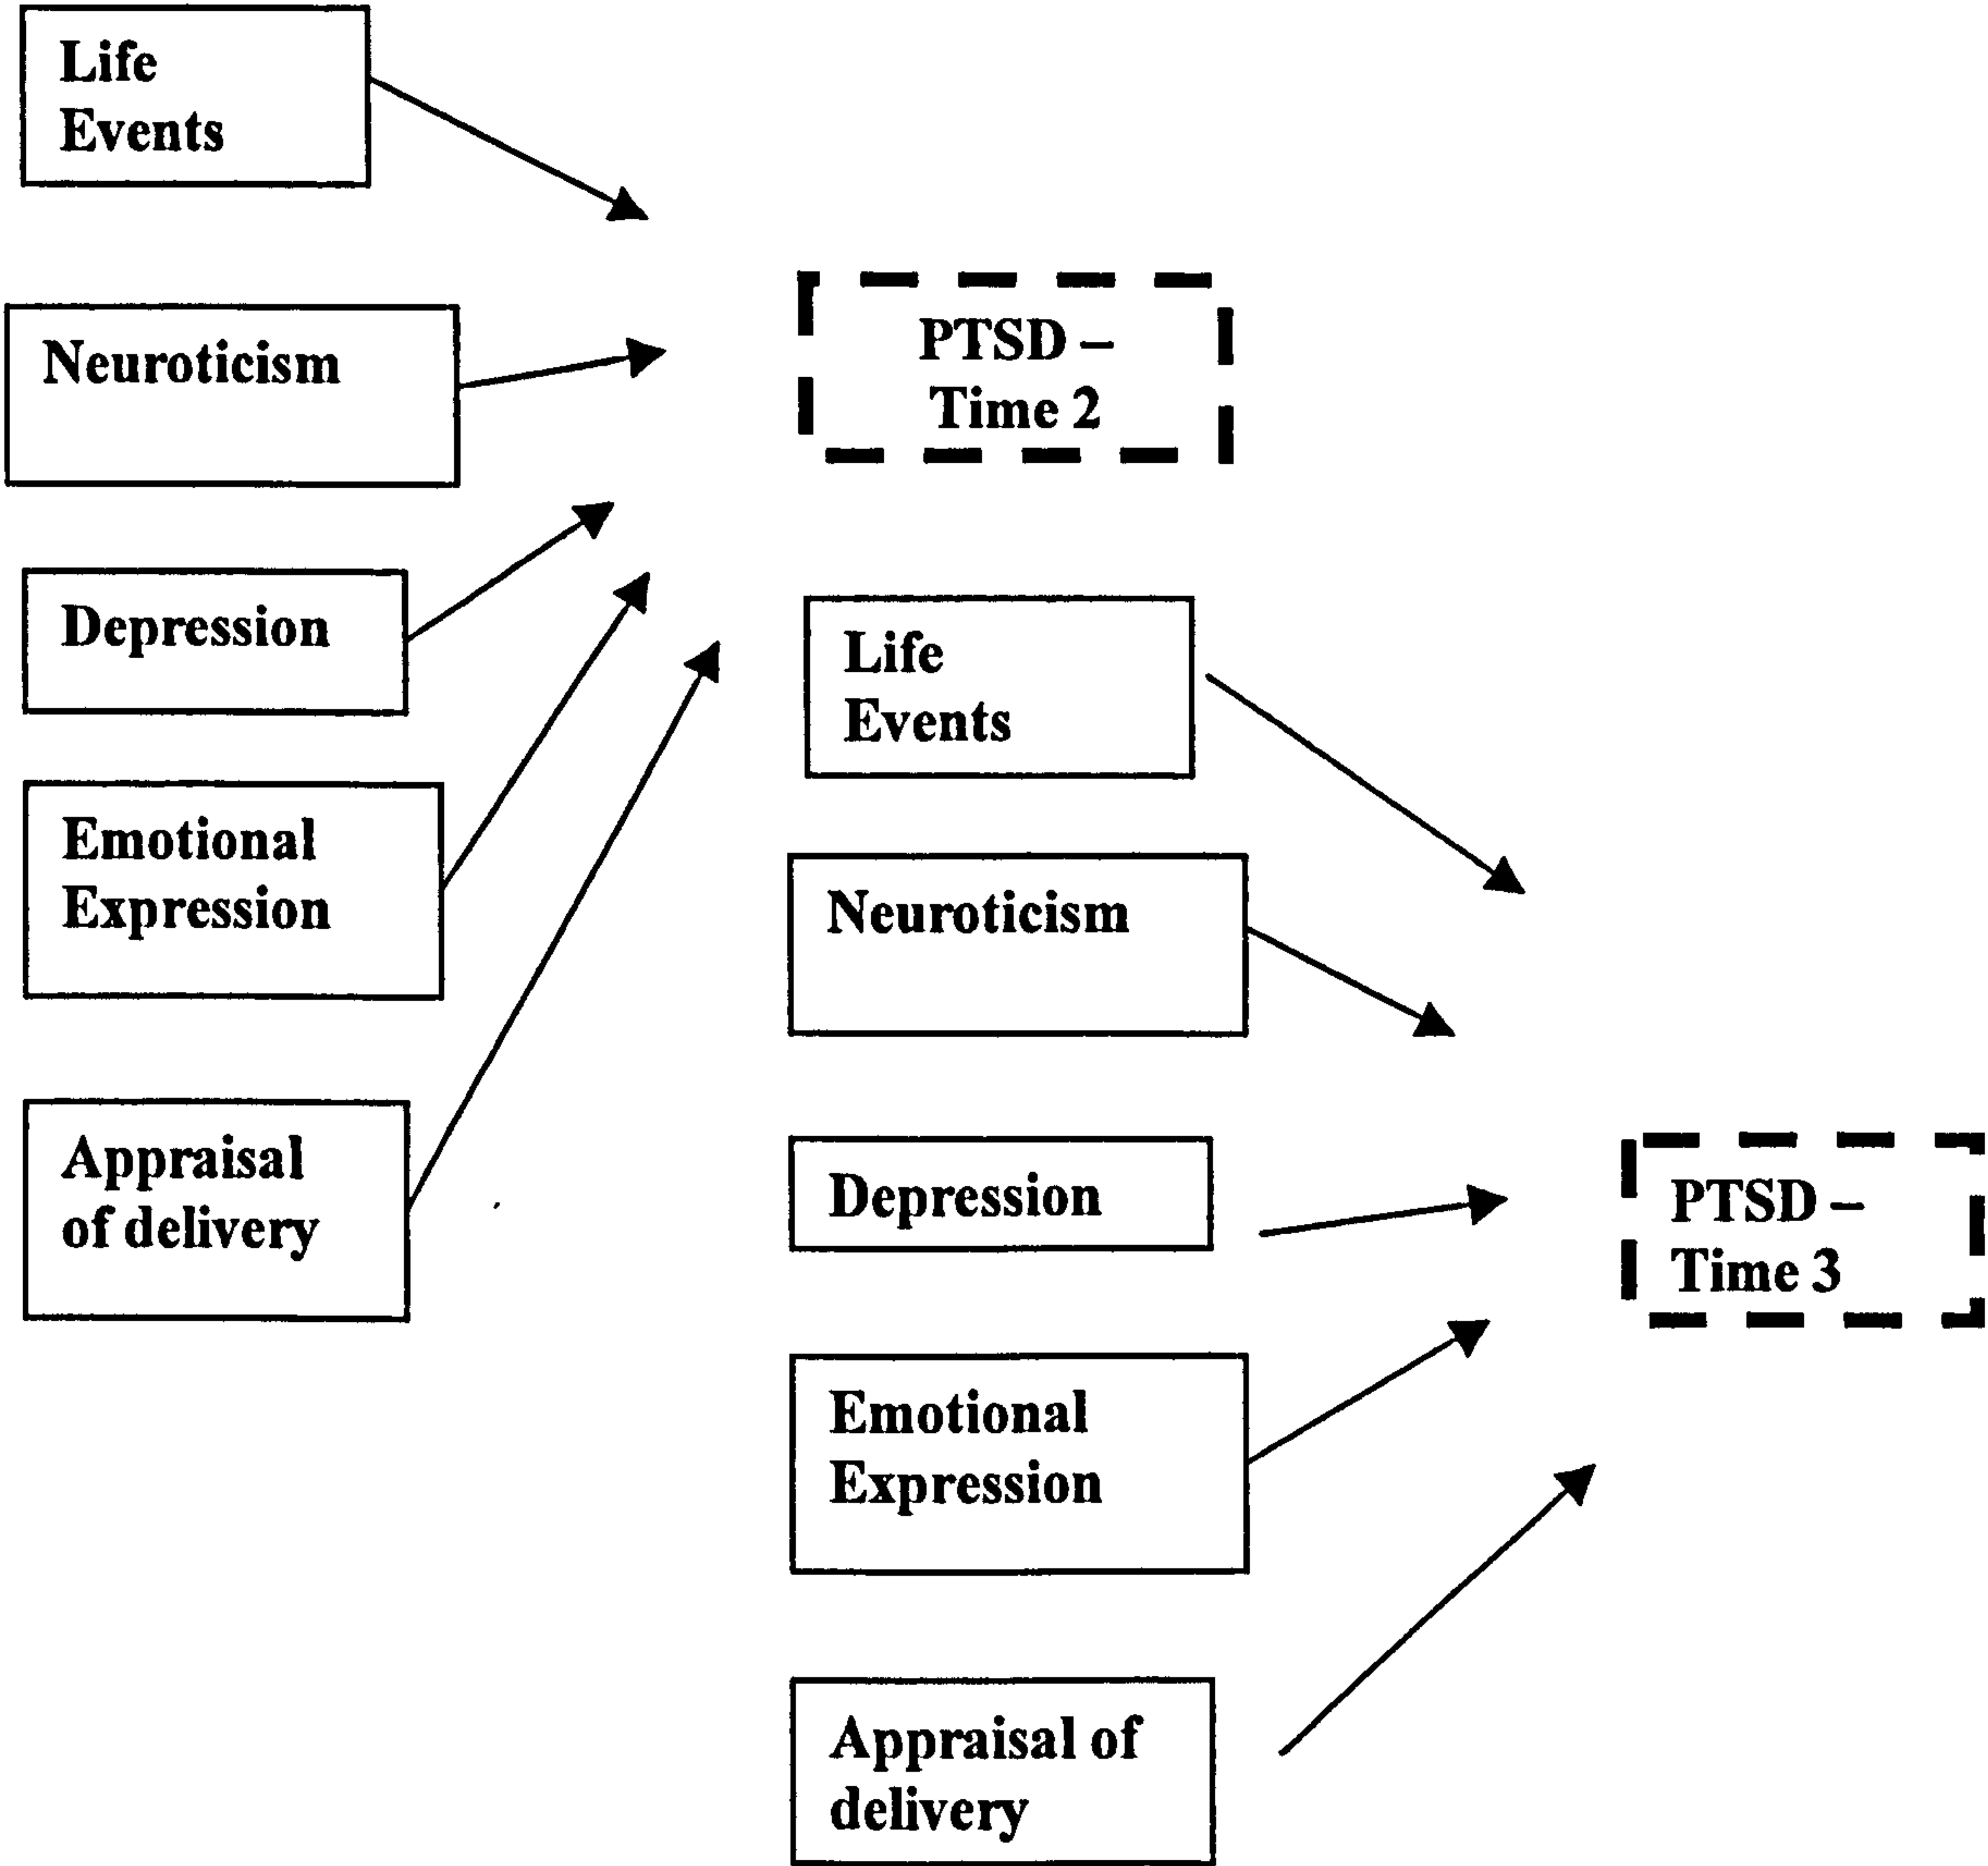 Life
Events
Neuroticism
Depression
Emotional
Expression
Appraisal
of delivery
PTSD –
Time 2
Life
Events
Neuroticism
Depression
Emotional
Expression
Appraisal of
delivery
PTSD –
Time 3